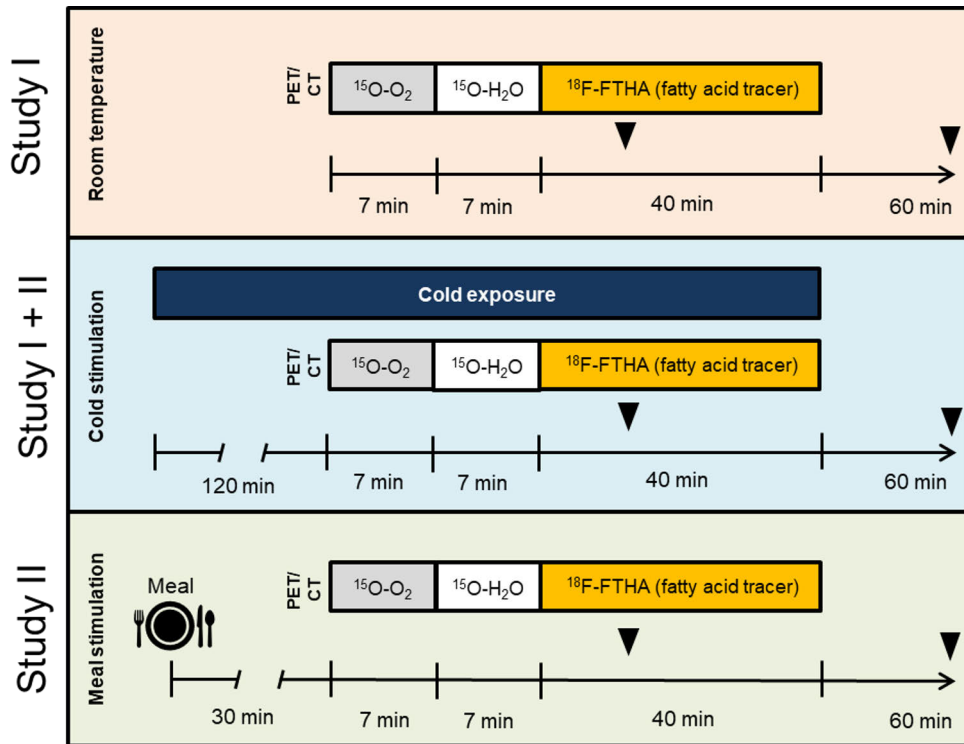 Study I
Room temperature
PET/
CT
¹⁵O-O₂
¹⁵O-H₂O
¹⁸F-FTHA (fatty acid tracer)
7 min
7 min
40 min
60 min
Study I + II
Cold stimulation
Cold exposure
PET/
CT
¹⁵O-O₂
¹⁵O-H₂O
¹⁸F-FTHA (fatty acid tracer)
120 min
7 min
7 min
40 min
60 min
Study II
Meal stimulation
Meal
PET/
CT
¹⁵O-O₂
¹⁵O-H₂O
¹⁸F-FTHA (fatty acid tracer)
30 min
7 min
7 min
40 min
60 min